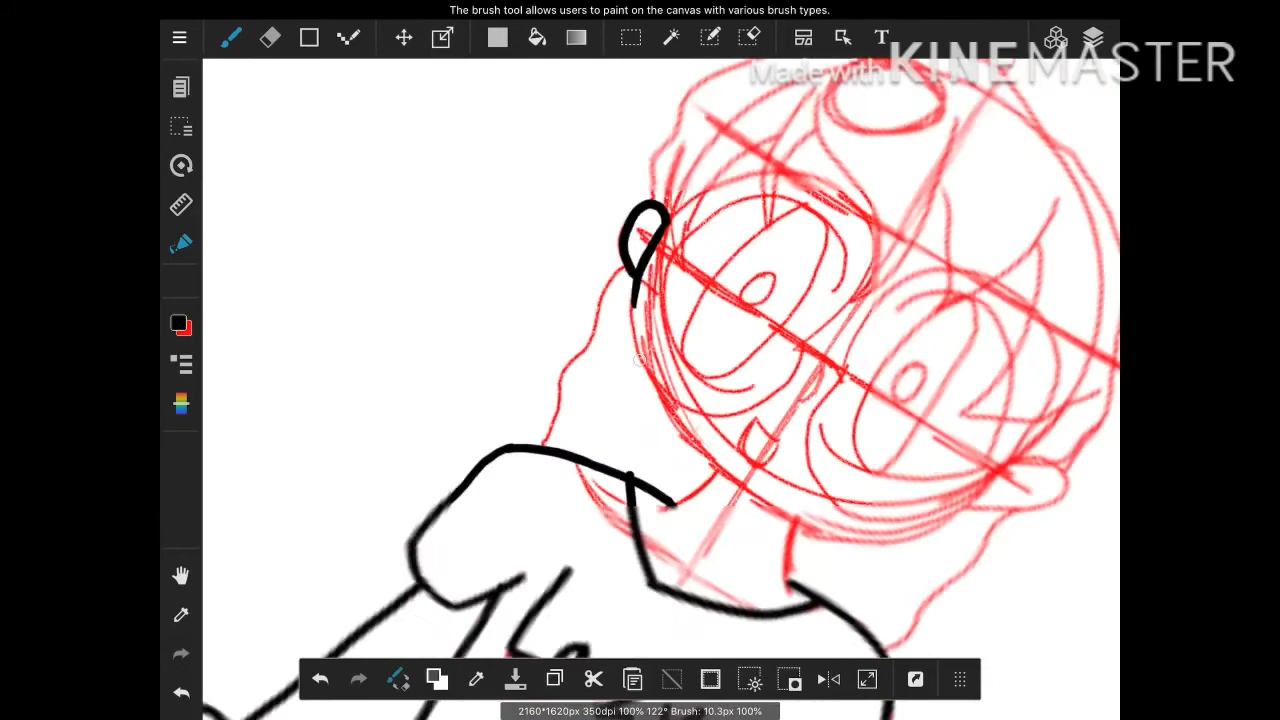 The brush tool allows users to paint on the canvas with various brush types.
T
Made with KINEMASTER
2160*1620px 350dpi 100% 122° Brush: 10.3px 100%